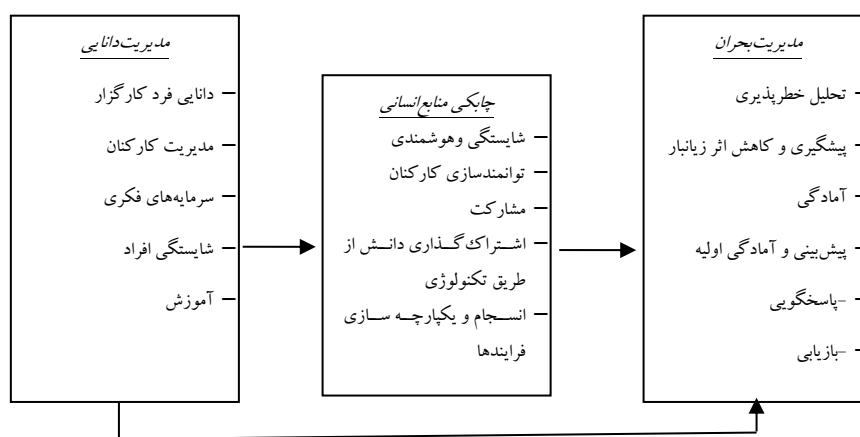 مدیریت‌بحران
– تحلیل خطرپذیری
– پیشگیری و کاهش اثر زیانبار
– آمادگی
– پیش‌بینی و آمادگی اولیه
– -پاسخگویی
– -بازیابی
چابکی منابع‌انسانی
– شایستگی وهوشمندی
– توانمندسازی کارکنان
– مشارکت
– اشتراک‌گذاری دانش از
طریق تکنولوژی
– انسجام و یکپارچه سازی
فرایندها
مدیریت‌دانایی
– دانایی فرد کارگزار
– مدیریت کارکنان
– سرمایه‌های فکری
– شایستگی افراد
– آموزش